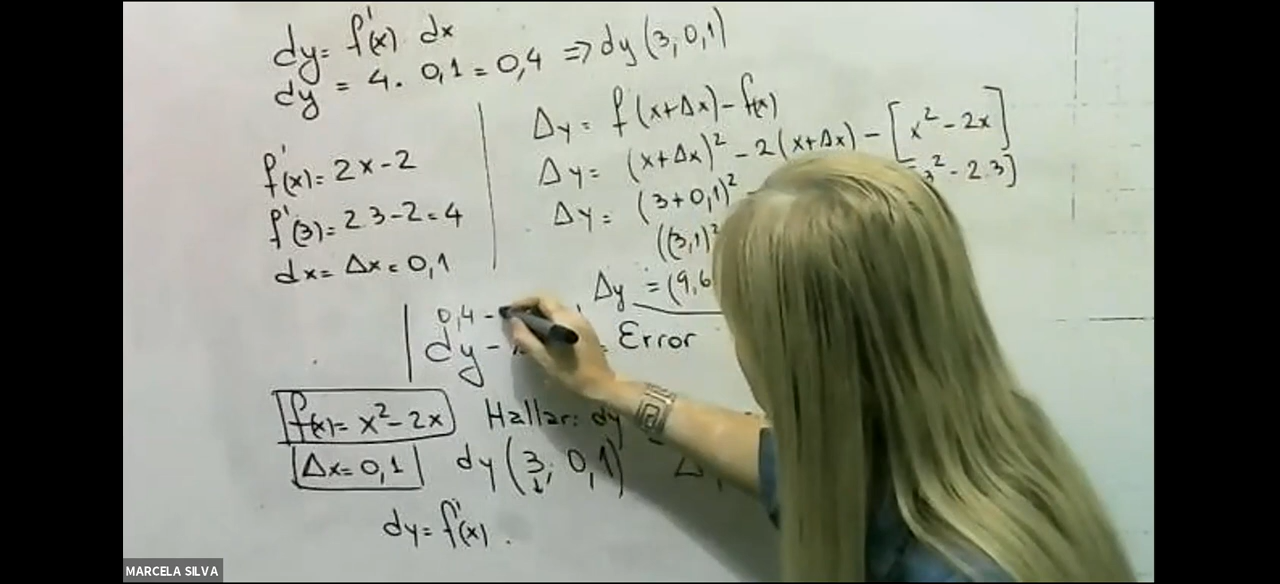 dy = f'(x) dx
dy = 4 . 0,1 = 0,4 => dy (3; 0,1)
Δy = f(x+Δx) - f(x)
Δy = (x+Δx)² - 2(x+Δx) - [x² - 2x]
Δy = (3+0,1)² 3² - 2.3]
((3,1)²
Δy = (9,6
f'(x) = 2x - 2
f'(3) = 2.3 - 2 = 4
dx = Δx = 0,1
0,4 -
dy - Error
f(x) = x² - 2x Hallar: dy
Δx = 0,1 dy (3; 0,1) Δ
dy = f'(x) .
MARCELA SILVA